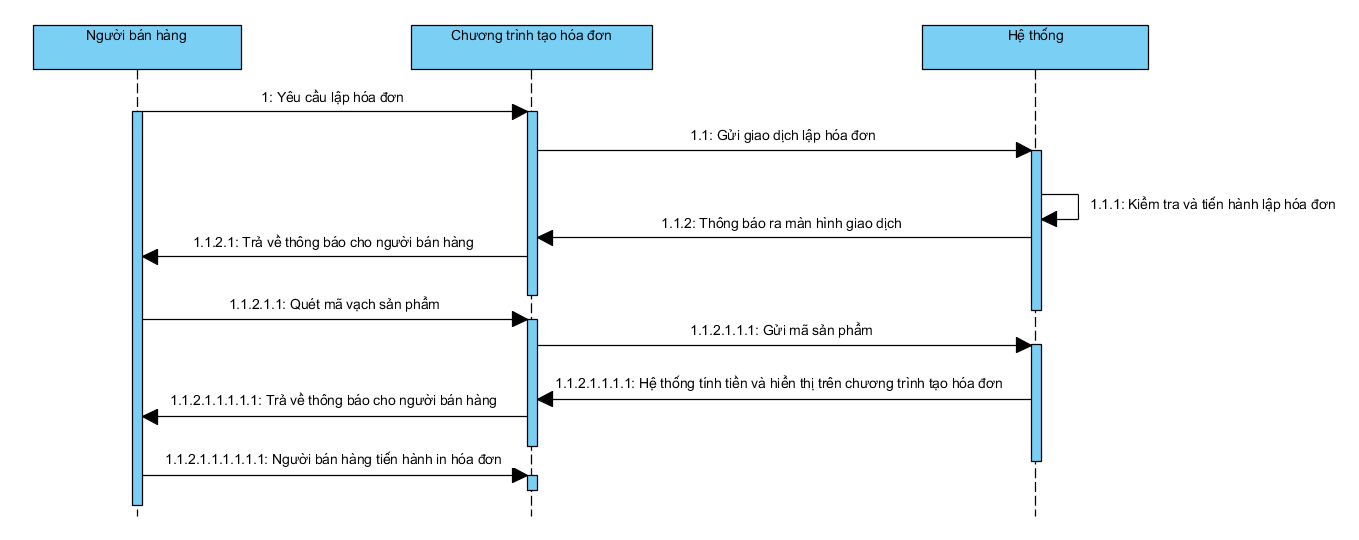 Người bán hàng
Chương trình tạo hóa đơn
Hệ thống
1: Yêu cầu lập hóa đơn
1.1: Gửi giao dịch lập hóa đơn
1.1.1: Kiểm tra và tiến hành lập hóa đơn
1.1.2: Thông báo ra màn hình giao dịch
1.1.2.1: Trả về thông báo cho người bán hàng
1.1.2.1.1: Quét mã vạch sản phẩm
1.1.2.1.1.1: Gửi mã sản phẩm
1.1.2.1.1.1.1: Hệ thống tính tiền và hiển thị trên chương trình tạo hóa đơn
1.1.2.1.1.1.1.1: Trả về thông báo cho người bán hàng
1.1.2.1.1.1.1.1.1: Người bán hàng tiến hành in hóa đơn